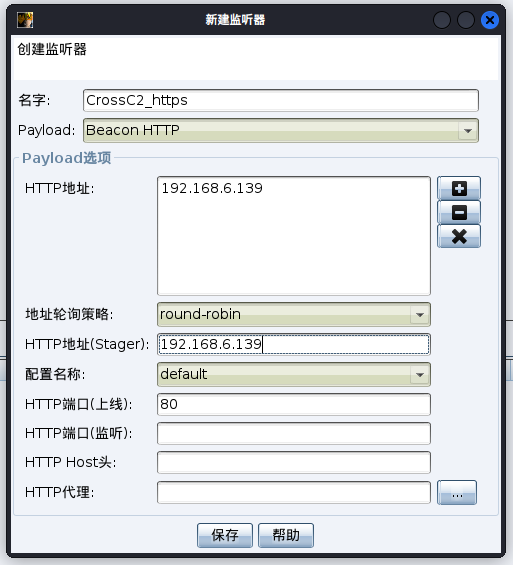 新建监听器
创建监听器
名字: CrossC2_https
Payload: Beacon HTTP
Payload选项
HTTP地址: 192.168.6.139
地址轮询策略: round-robin
HTTP地址(Stager): 192.168.6.139
配置名称: default
HTTP端口(上线): 80
HTTP端口(监听):
HTTP Host头:
HTTP代理: ...
保存 帮助